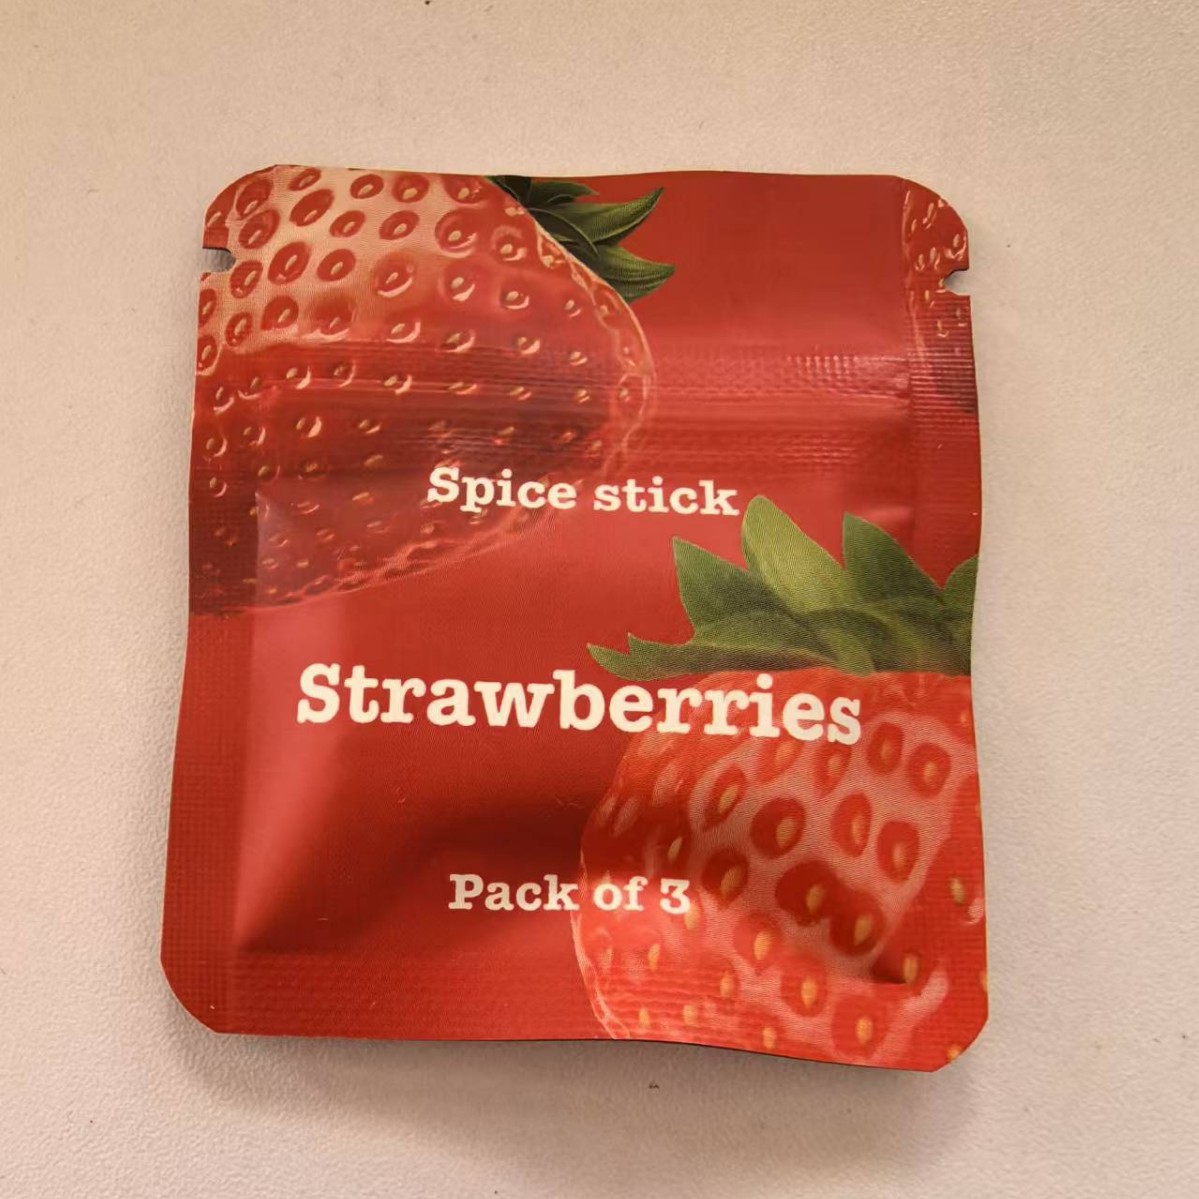 Spice stick
Strawberries
Pack of 3